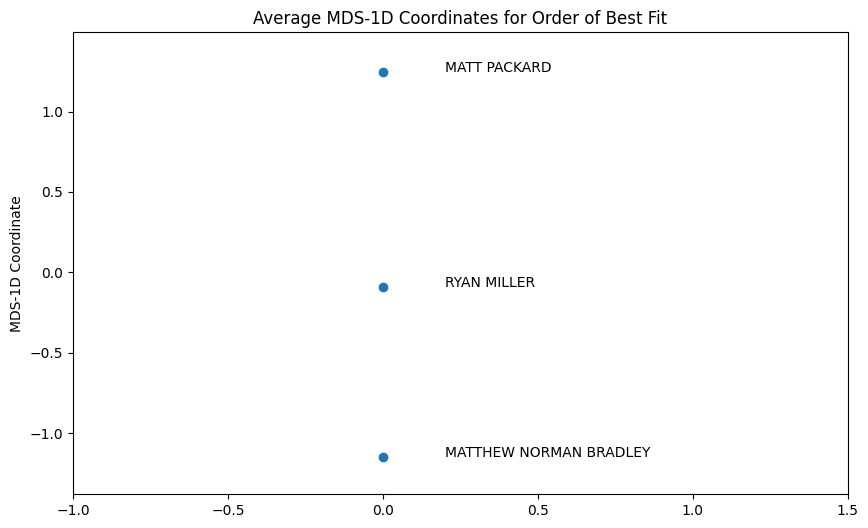 Average MDS-1D Coordinates for Order of Best Fit
MATT PACKARD
1.0
0.5
MDS-1D Coordinate
0.0
RYAN MILLER
−0.5
−1.0
MATTHEW NORMAN BRADLEY
−1.0 −0.5 0.0 0.5 1.0 1.5